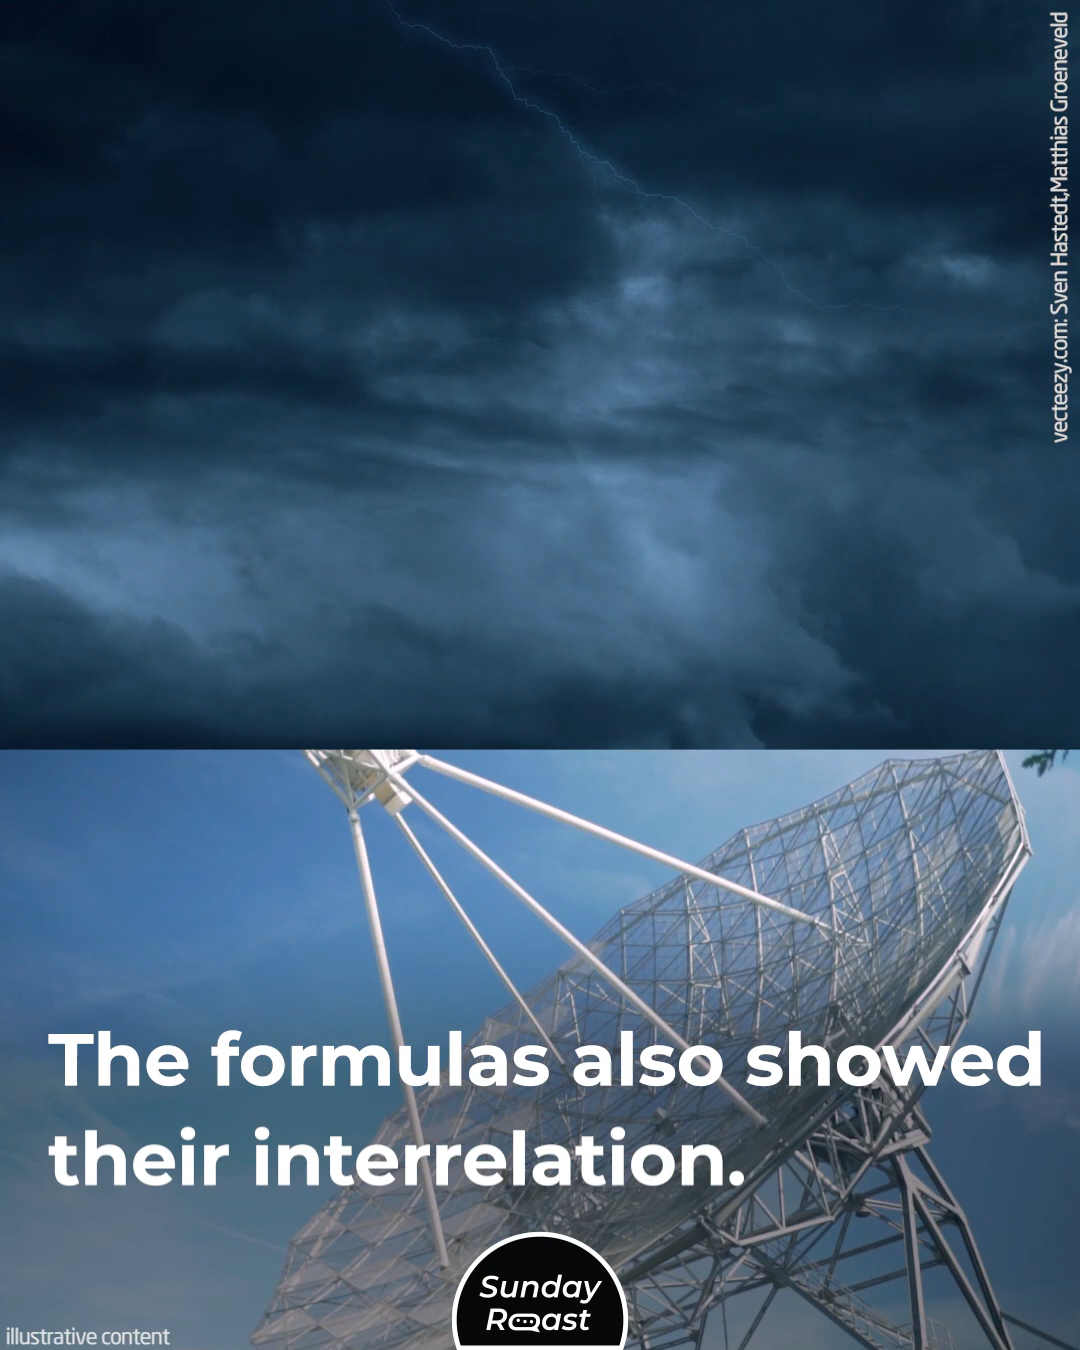 vecteezy.com: Sven Hastedt,Matthias Groeneveld
The formulas also showed
their interrelation.
Sunday
Roast
illustrative content